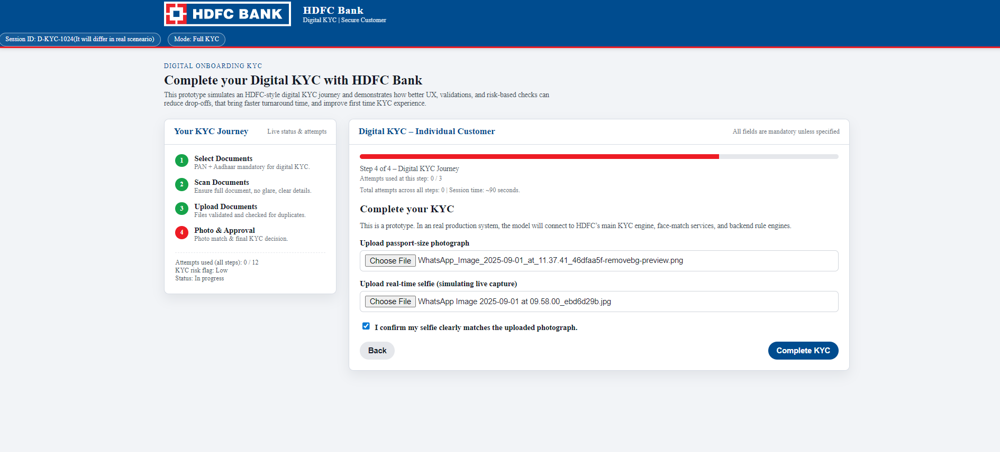 HDFC BANK
HDFC Bank
Digital KYC | Secure Customer
Session ID: D-KYC-1024(It will differ in real sceneario)
Mode: Full KYC
DIGITAL ONBOARDING KYC
Complete your Digital KYC with HDFC Bank
This prototype simulates an HDFC-style digital KYC journey and demonstrates how better UX, validations, and risk-based checks can
reduce drop-offs, that bring faster turnaround time, and improve first time KYC experience.
Your KYC Journey
Live status & attempts
1
Select Documents
PAN + Aadhaar mandatory for digital KYC.
2
Scan Documents
Ensure full document, no glare, clear details.
3
Upload Documents
Files validated and checked for duplicates.
4
Photo & Approval
Photo match & final KYC decision.
Attempts used (all steps): 0 / 12
KYC risk flag: Low
Status: In progress
Digital KYC – Individual Customer
All fields are mandatory unless specified
Step 4 of 4 – Digital KYC Journey
Attempts used at this step: 0 / 3
Total attempts across all steps: 0 | Session time: ~90 seconds.
Complete your KYC
This is a prototype. In an real production system, the model will connect to HDFC's main KYC engine, face-match services, and backend rule engines.
Upload passport-size photograph
Choose File WhatsApp_Image_2025-09-01_at_11.37.41_46dfaa5f-removebg-preview.png
Upload real-time selfie (simulating live capture)
Choose File WhatsApp Image 2025-09-01 at 09.58.00_ebd6d29b.jpg
I confirm my selfie clearly matches the uploaded photograph.
Back
Complete KYC